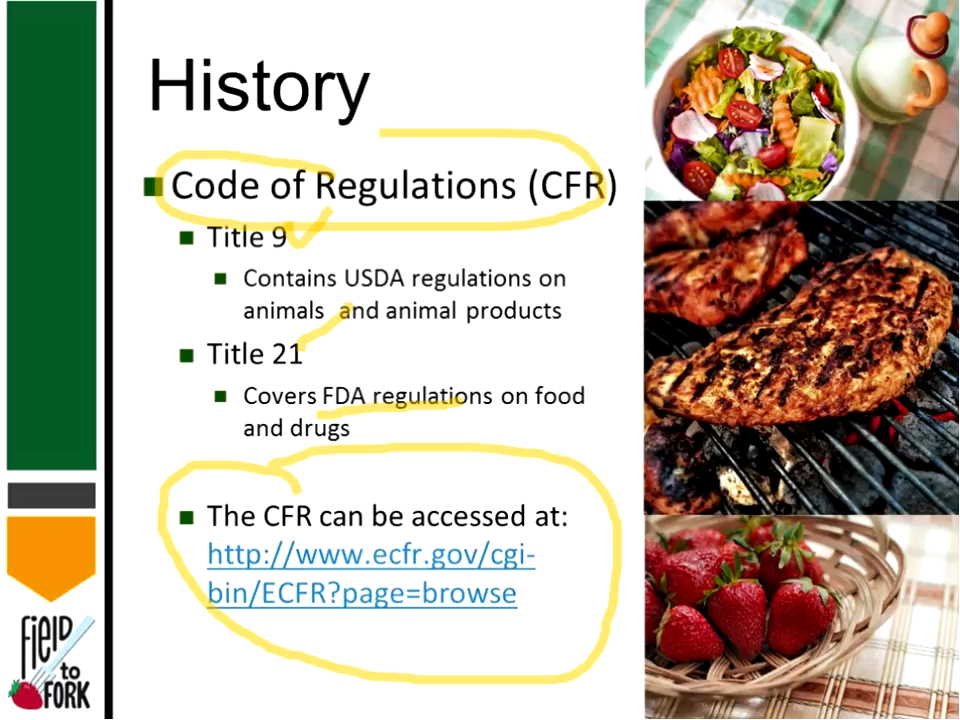 History
Code of Regulations (CFR)
Title 9
Contains USDA regulations on
animals and animal products
Title 21
Covers FDA regulations on food
and drugs
The CFR can be accessed at:
http://www.ecfr.gov/cgi-
bin/ECFR?page=browse
field
to
FORK